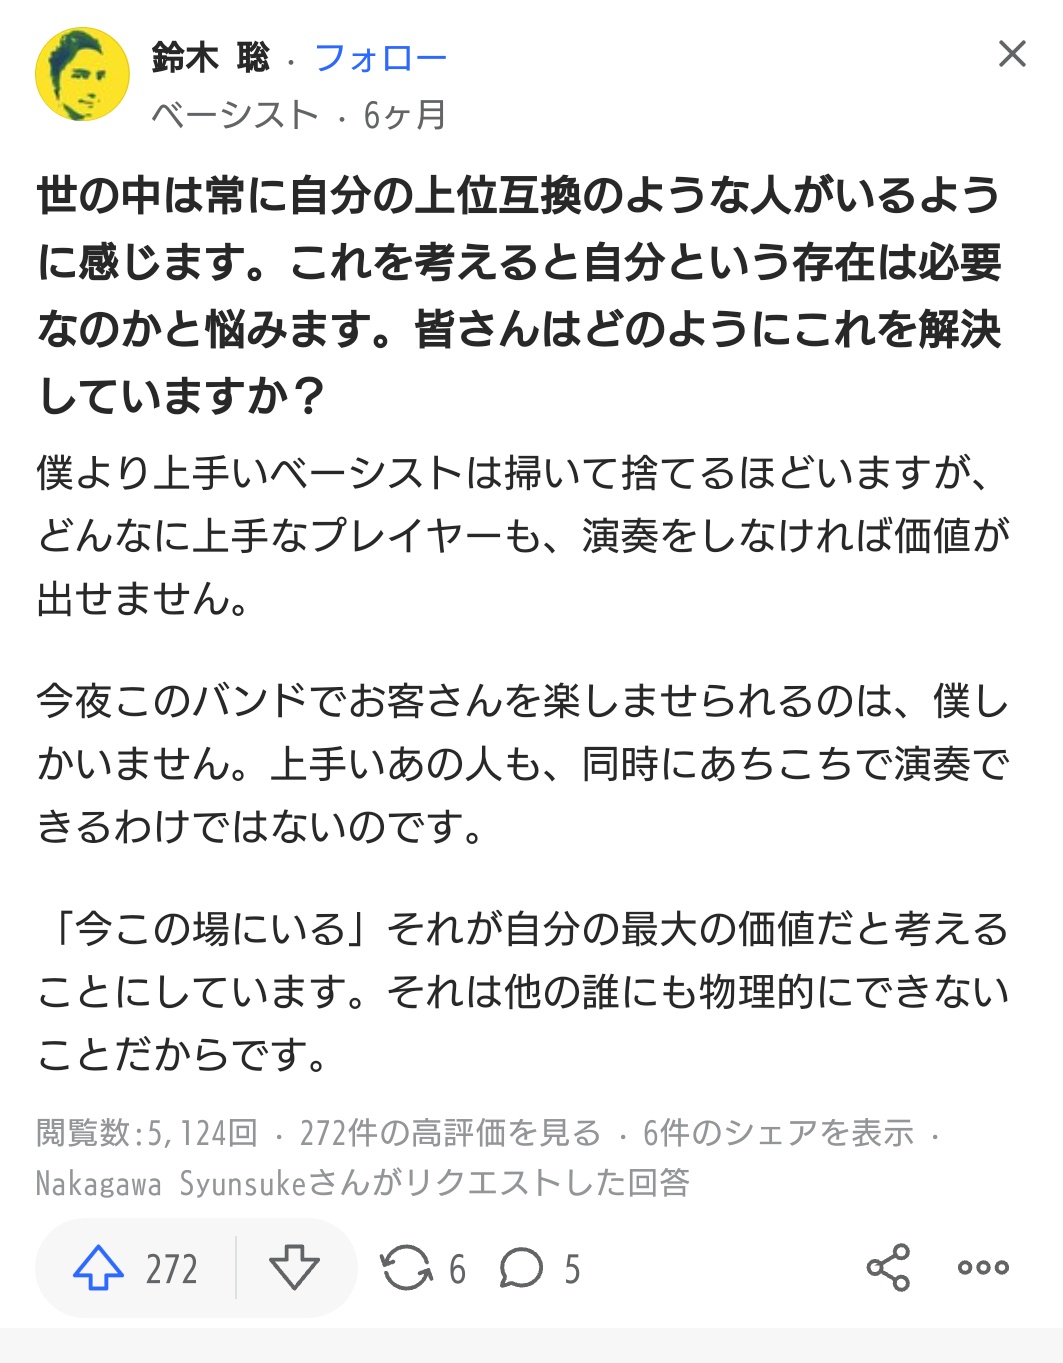 鈴木 聡 · フォロー
ベーシスト · 6ヶ月
世の中は常に自分の上位互換のような人がいるよう
に感じます。これを考えると自分という存在は必要
なのかと悩みます。皆さんはどのようにこれを解決
していますか？
僕より上手いベーシストは掃いて捨てるほどいますが、
どんなに上手なプレイヤーも、演奏をしなければ価値が
出せません。
今夜このバンドでお客さんを楽しませられるのは、僕し
かいません。上手いあの人も、同時にあちこちで演奏で
きるわけではないのです。
「今この場にいる」それが自分の最大の価値だと考える
ことにしています。それは他の誰にも物理的にできない
ことだからです。
閲覧数:5,124回 · 272件の高評価を見る · 6件のシェアを表示 ·
Nakagawa Syunsukeさんがリクエストした回答
272 6 5